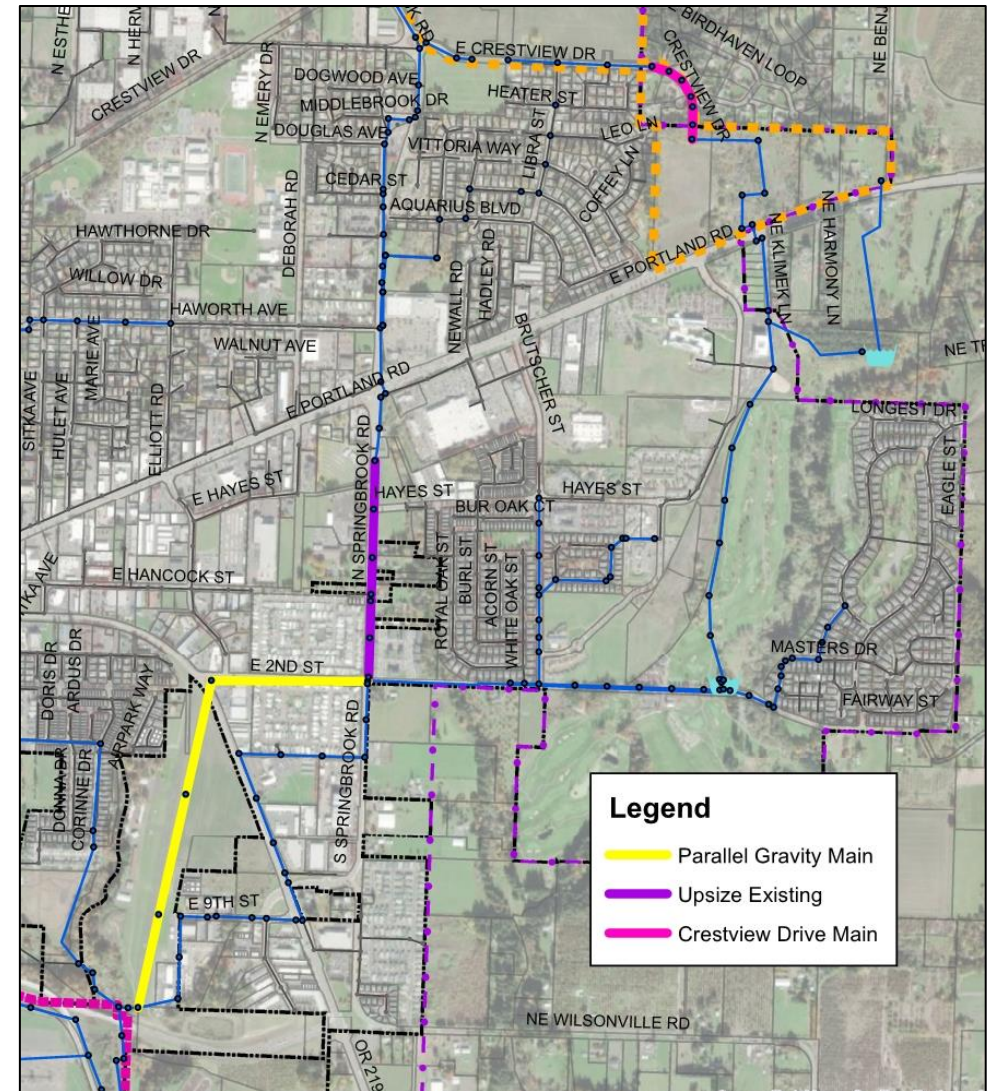 N ESTHE
N HERM
N
K RD
E CRESTVIEW DR
E BIRDHAVEN LOOP
NE BENJ
CRESTVIEW DR
N EMERY DR
DOGWOOD AVE
HEATER ST
CRESTVIEW DR
MIDDLEBROOK DR
DOUGLAS AVE
LIBRA ST
LEO LN
VITTORIA WAY
COFFEY LN
CEDAR ST
DEBORAH RD
AQUARIUS BLVD
NE HARMONY LN
HAWTHORNE DR
HADLEY RD
E PORTLAND RD
NE KLIMEK LN
WILLOW DR
NEWALL RD
HAWORTH AVE
BRUTSCHER ST
WALNUT AVE
NE TR
SITKA AVE
HULET AVE
MARIE AVE
ELLIOTT RD
E PORTLAND RD
LONGEST DR
N SPRINGBROOK RD
EAGLE ST
E HAYES ST
HAYES ST
HAYES ST
BUR OAK CT
ROYAL OAK ST
BURL ST
ACORN ST
WHITE OAK ST
E HANCOCK ST
TKA AVE
MASTERS DR
E 2ND ST
DORIS DR
ARDUS DR
AIRPARK WAY
FAIRWAY ST
DONNA DR
CORINNE DR
S SPRINGBROOK RD
Legend
Parallel Gravity Main
Upsize Existing
Crestview Drive Main
E 9TH ST
NE WILSONVILLE RD
OR 219